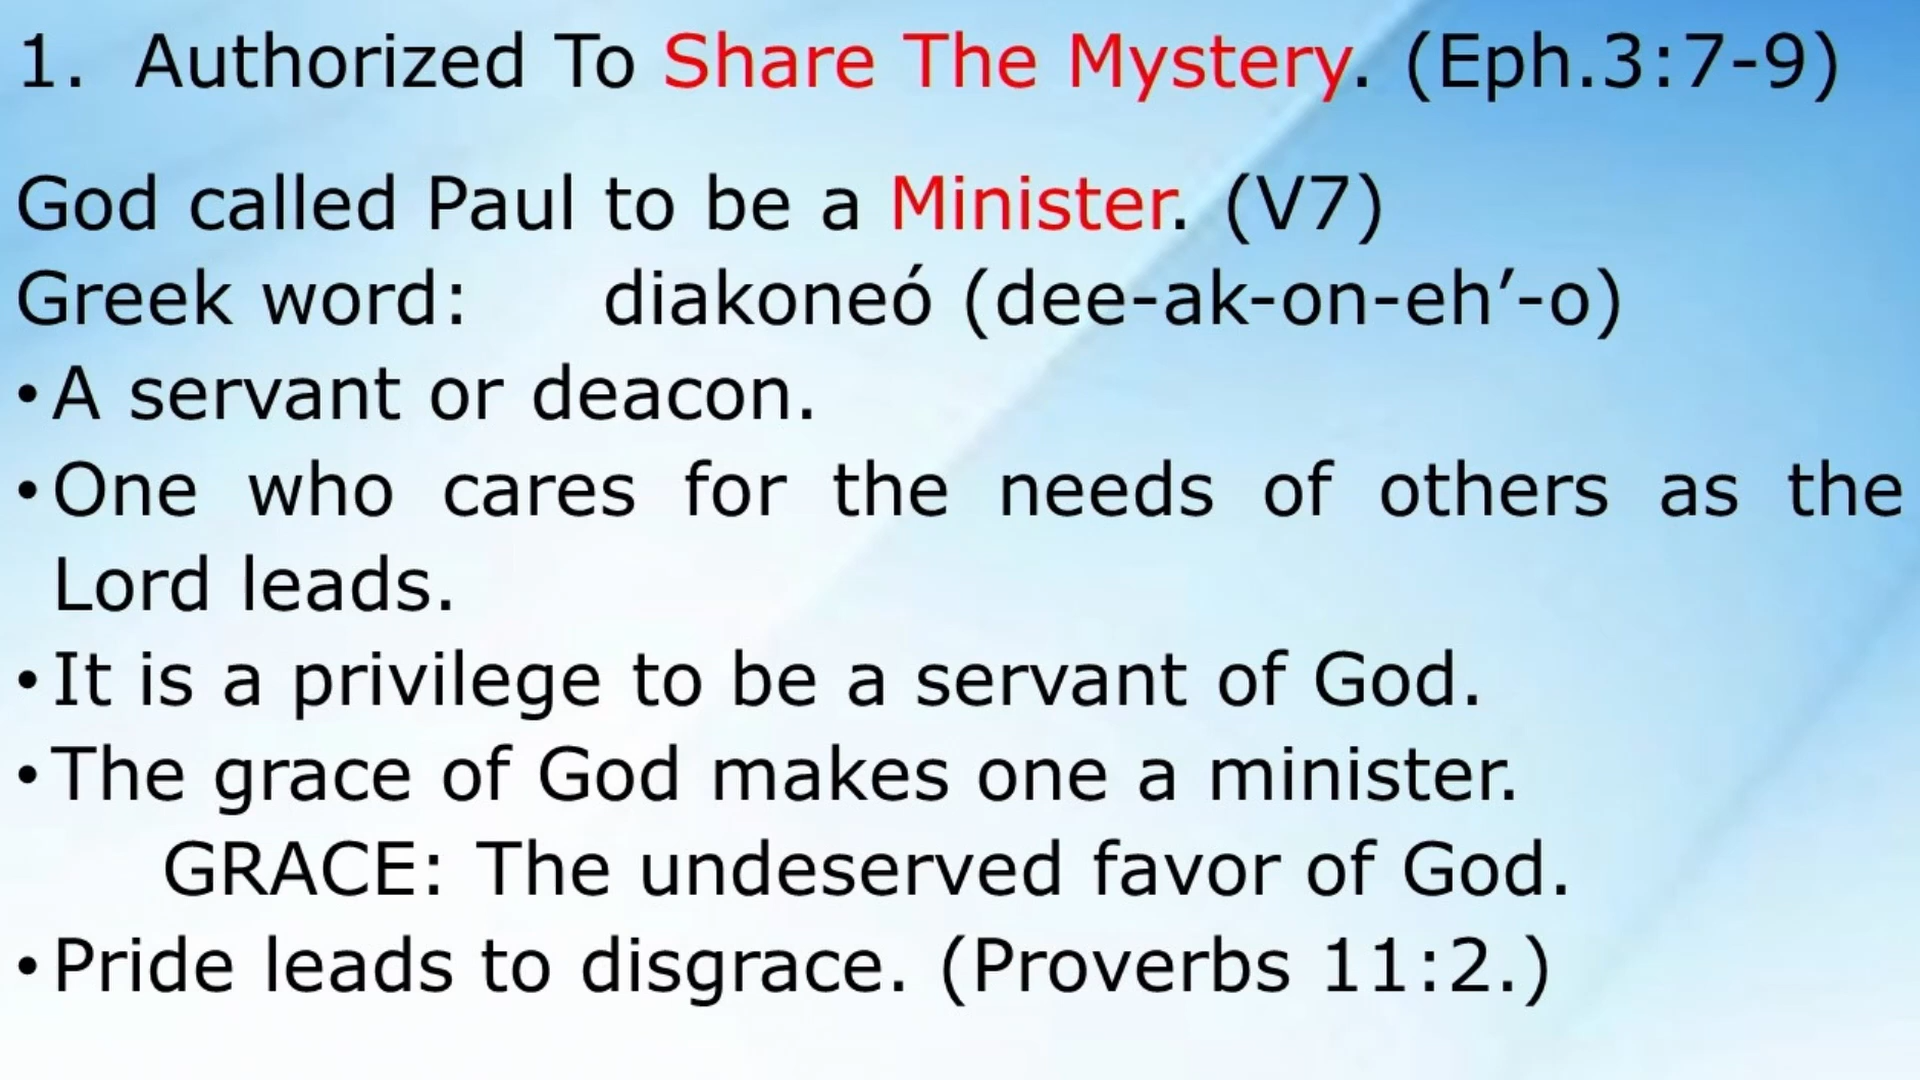 1. Authorized To Share The Mystery. (Eph.3:7-9)
God called Paul to be a Minister. (V7)
Greek word: diakoneó (dee-ak-on-eh’-o)
• A servant or deacon.
• One who cares for the needs of others as the
Lord leads.
• It is a privilege to be a servant of God.
• The grace of God makes one a minister.
GRACE: The undeserved favor of God.
• Pride leads to disgrace. (Proverbs 11:2.)